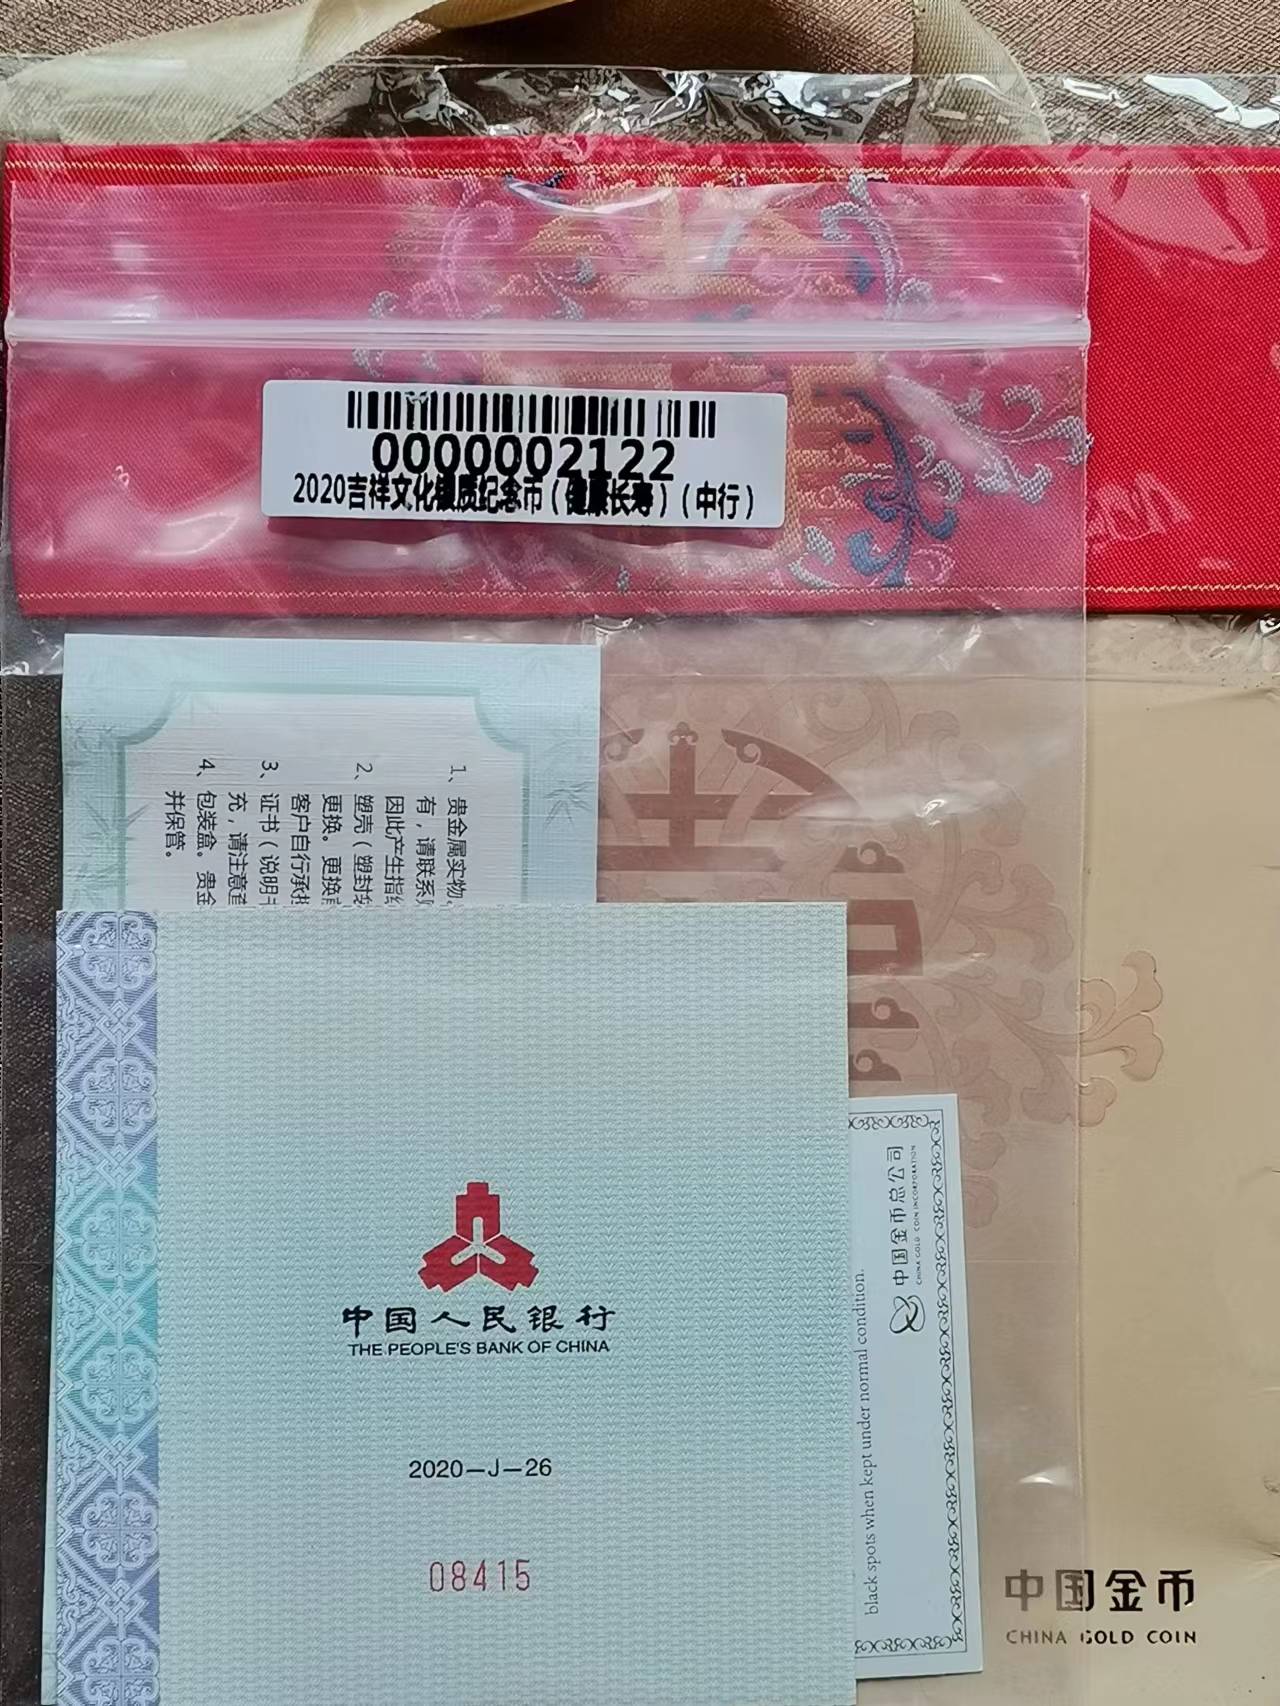 0000002122
2020吉祥文化银质纪念币(健康长寿)(中行)
1、贵金属实物
有,请联系
因此产生指
2、塑壳(塑封
更换。更换
客户自行承
3、证书(说明
充,请注意
4、包装盒。贵金
并保管。
中国人民银行
THE PEOPLE'S BANK OF CHINA
2020-J-26
08415
中国金币总公司
CHINA GOLD COIN INCORPORATION
black spots when kept under normal condition.
中国金币
CHINA GOLD COIN